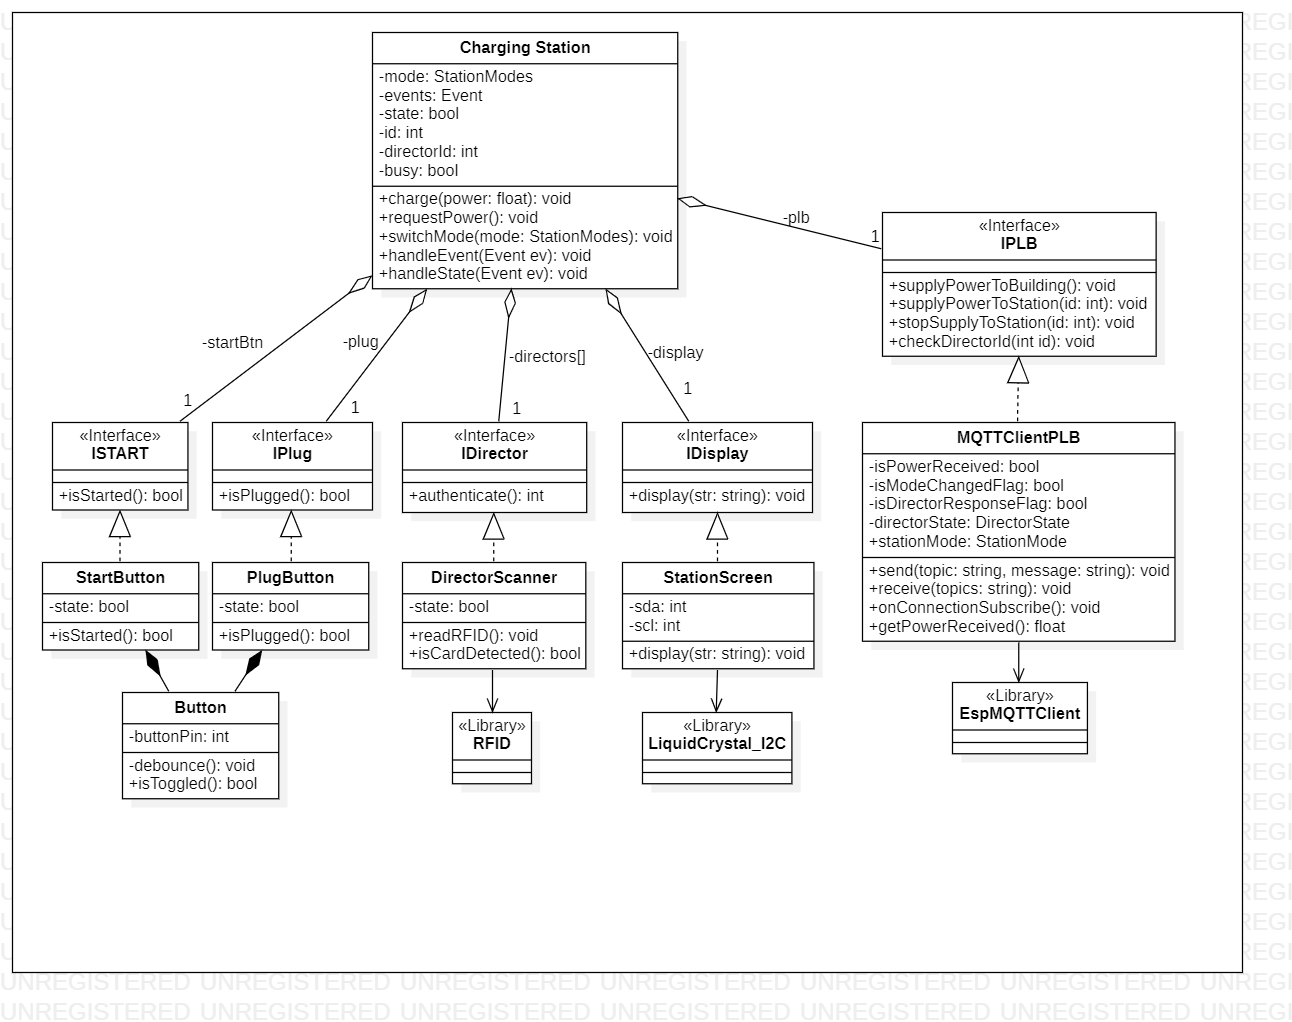 Charging Station
-mode: StationModes
-events: Event
-state: bool
-id: int
-directorId: int
-busy: bool
+charge(power: float): void
+requestPower(): void
+switchMode(mode: StationModes): void
+handleEvent(Event ev): void
+handleState(Event ev): void
-plb
1
«Interface»
IPLB
+supplyPowerToBuilding(): void
+supplyPowerToStation(id: int): void
+stopSupplyToStation(id: int): void
+checkDirectorId(int id): void
-startBtn
1
-plug
1
-directors[]
1
-display
1
«Interface»
ISTART
+isStarted(): bool
«Interface»
IPlug
+isPlugged(): bool
«Interface»
IDirector
+authenticate(): int
«Interface»
IDisplay
+display(str: string): void
MQTTClientPLB
-isPowerReceived: bool
-isModeChangedFlag: bool
-isDirectorResponseFlag: bool
-directorState: DirectorState
+stationMode: StationMode
+send(topic: string, message: string): void
+receive(topics: string): void
+onConnectionSubscribe(): void
+getPowerReceived(): float
StartButton
-state: bool
+isStarted(): bool
PlugButton
-state: bool
+isPlugged(): bool
DirectorScanner
-state: bool
+readRFID(): void
+isCardDetected(): bool
StationScreen
-sda: int
-scl: int
+display(str: string): void
Button
-buttonPin: int
-debounce(): void
+isToggled(): bool
«Library»
RFID
«Library»
LiquidCrystal_I2C
«Library»
EspMQTTClient
UNREGISTERED UNREGISTERED UNREGISTERED UNREGISTERED UNREGISTERED UNREGISTERED UNREGI
UNREGISTERED UNREGISTERED UNREGISTERED UNREGISTERED UNREGISTERED UNREGISTERED UNREGI